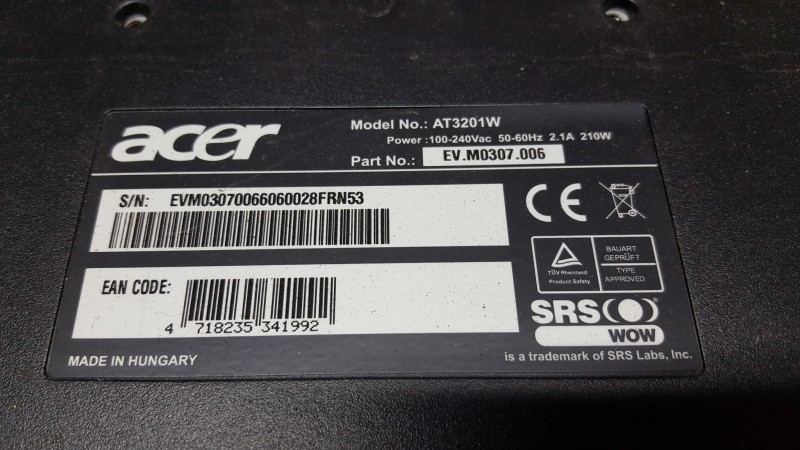 acer
Model No.: AT3201W
Power :100-240Vac 50-60Hz 2.1A 210W
Part No.: EV.M0307.006
S/N: EVM03070066060028FRN53
EAN CODE:
4 718235 341992
MADE IN HUNGARY
CE
TÜV Rheinland
Product Safety
BAUART
GEPRÜFT
TYPE
APPROVED
SRS
WOW
is a trademark of SRS Labs, Inc.